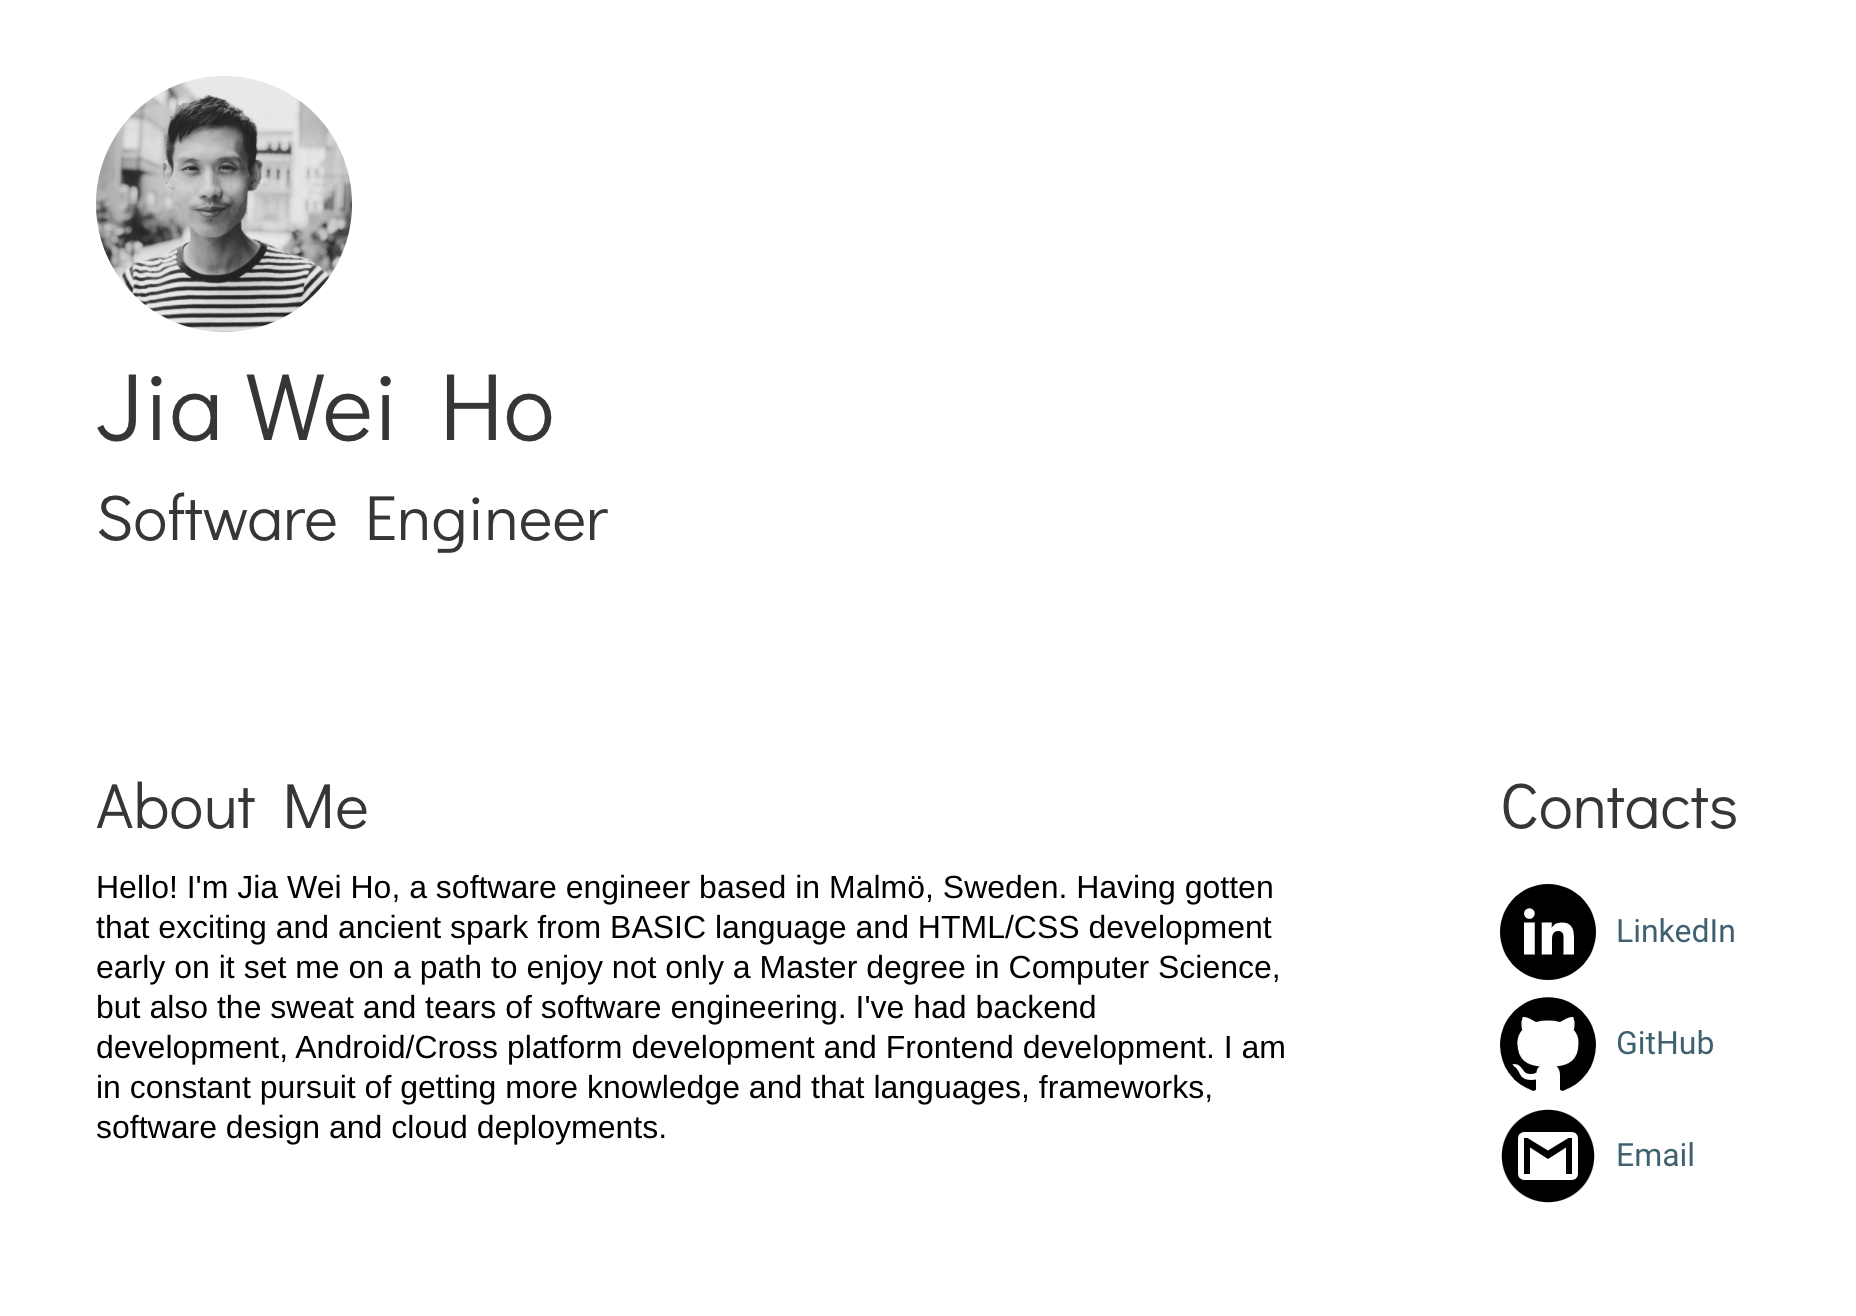 Jia Wei Ho
Software Engineer
About Me
Hello! I'm Jia Wei Ho, a software engineer based in Malmö, Sweden. Having gotten
that exciting and ancient spark from BASIC language and HTML/CSS development
early on it set me on a path to enjoy not only a Master degree in Computer Science,
but also the sweat and tears of software engineering. I've had backend
development, Android/Cross platform development and Frontend development. I am
in constant pursuit of getting more knowledge and that languages, frameworks,
software design and cloud deployments.
Contacts
in LinkedIn
GitHub
M Email